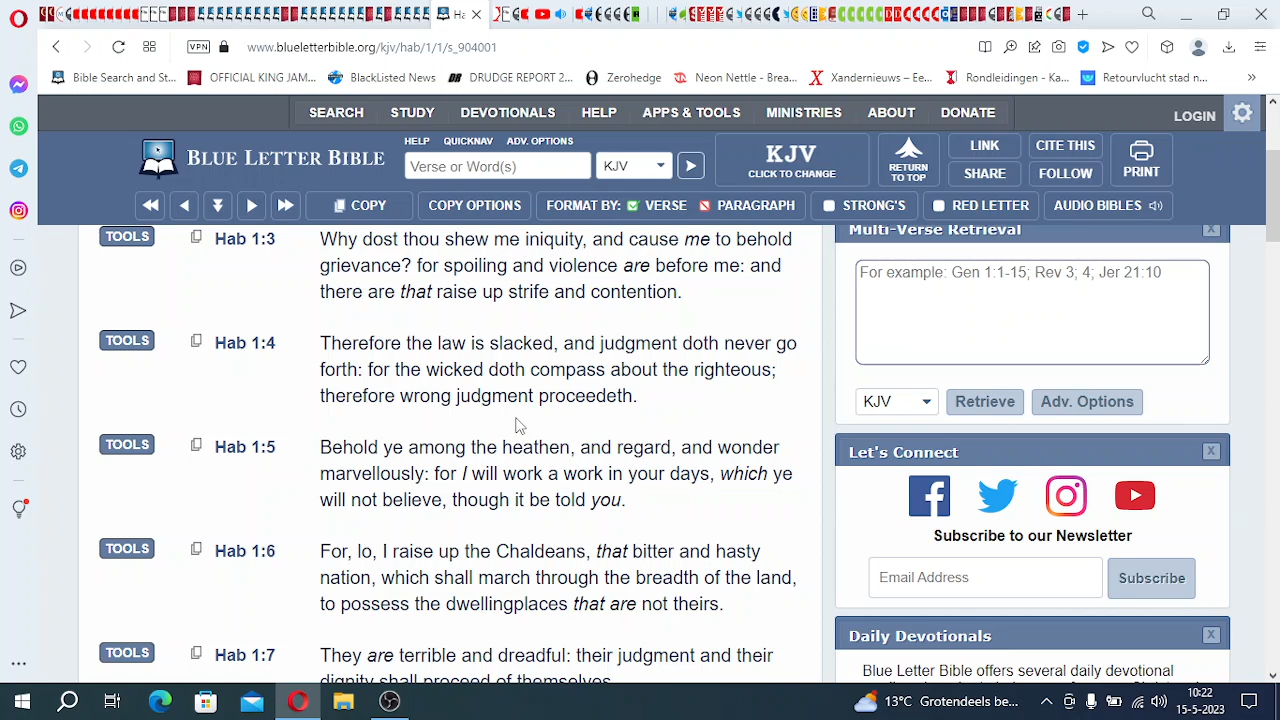 Ha
www.blueletterbible.org/kjv/hab/1/1/s_904001
VPN
Bible Search and St...
OFFICIAL KING JAM...
BlackListed News
DRUDGE REPORT 2...
Zerohedge
Neon Nettle - Brea...
Xandernieuws – Ee...
Rondleidingen - Ka...
Retourvlucht stad n...
»
SEARCH STUDY DEVOTIONALS HELP APPS & TOOLS MINISTRIES ABOUT DONATE LOGIN
BLUE LETTER BIBLE
HELP QUICKNAV ADV. OPTIONS
Verse or Word(s) KJV
KJV
CLICK TO CHANGE
RETURN
TO TOP
LINK CITE THIS
SHARE FOLLOW
PRINT
COPY COPY OPTIONS FORMAT BY: VERSE PARAGRAPH STRONG'S RED LETTER AUDIO BIBLES
TOOLS Hab 1:3 Why dost thou shew me iniquity, and cause me to behold
grievance? for spoiling and violence are before me: and
there are that raise up strife and contention.
TOOLS Hab 1:4 Therefore the law is slacked, and judgment doth never go
forth: for the wicked doth compass about the righteous;
therefore wrong judgment proceedeth.
TOOLS Hab 1:5 Behold ye among the heathen, and regard, and wonder
marvellously: for I will work a work in your days, which ye
will not believe, though it be told you.
TOOLS Hab 1:6 For, lo, I raise up the Chaldeans, that bitter and hasty
nation, which shall march through the breadth of the land,
to possess the dwellingplaces that are not theirs.
TOOLS Hab 1:7 They are terrible and dreadful: their judgment and their
dignity shall proceed of themselves.
Multi-Verse Retrieval X
For example: Gen 1:1-15; Rev 3; 4; Jer 21:10
KJV Retrieve Adv. Options
Let's Connect X
Subscribe to our Newsletter
Email Address Subscribe
Daily Devotionals X
Blue Letter Bible offers several daily devotional
13°C Grotendeels be...
10:22
15-5-2023